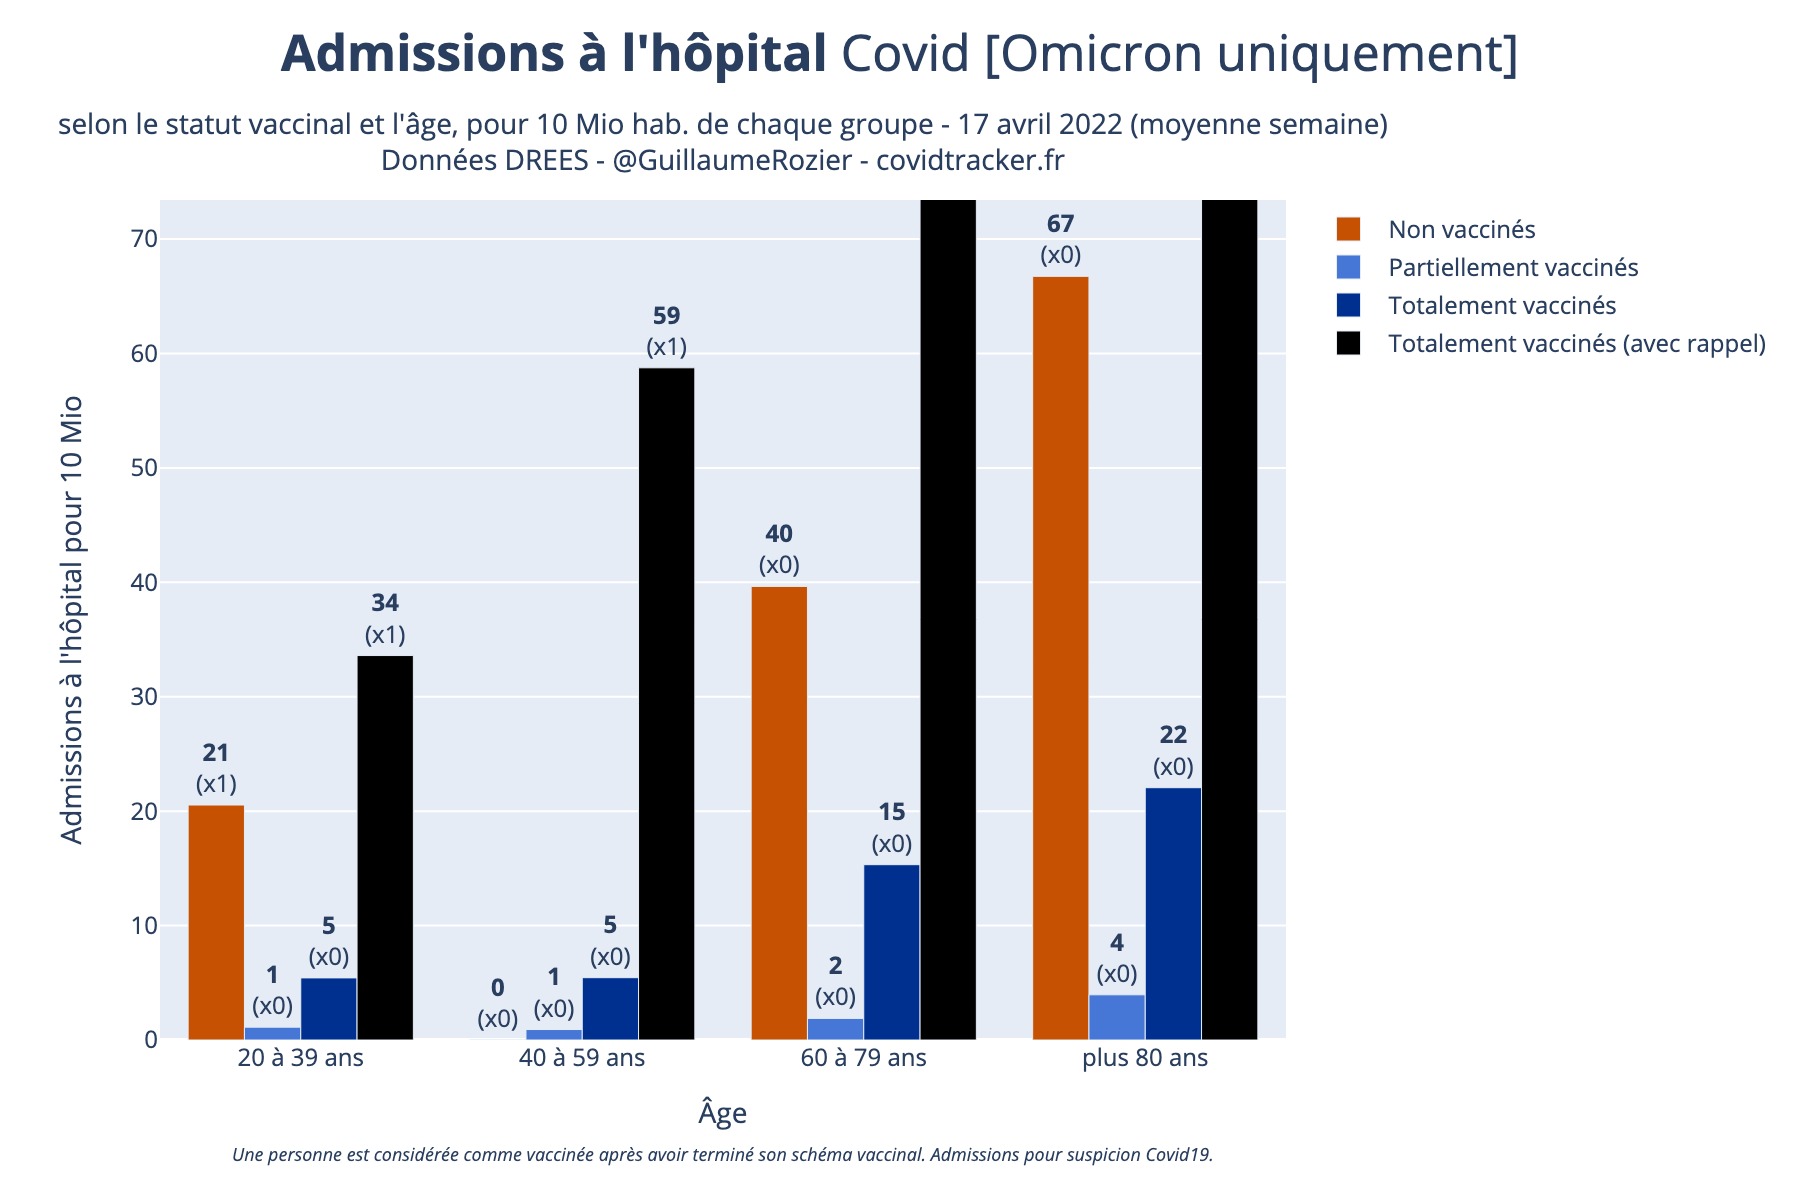 Admissions à l'hôpital Covid [Omicron uniquement]
selon le statut vaccinal et l'âge, pour 10 Mio hab. de chaque groupe - 17 avril 2022 (moyenne semaine)
Données DREES - @GuillaumeRozier - covidtracker.fr
Non vaccinés
Partiellement vaccinés
Totalement vaccinés
Totalement vaccinés (avec rappel)
Admissions à l'hôpital pour 10 Mio
70
60
50
40
30
20
10
0
21
(x1)
1
(x0)
5
(x0)
34
(x1)
0
(x0)
1
(x0)
5
(x0)
59
(x1)
40
(x0)
2
(x0)
15
(x0)
67
(x0)
4
(x0)
22
(x0)
20 à 39 ans
40 à 59 ans
60 à 79 ans
plus 80 ans
Âge
Une personne est considérée comme vaccinée après avoir terminé son schéma vaccinal. Admissions pour suspicion Covid19.